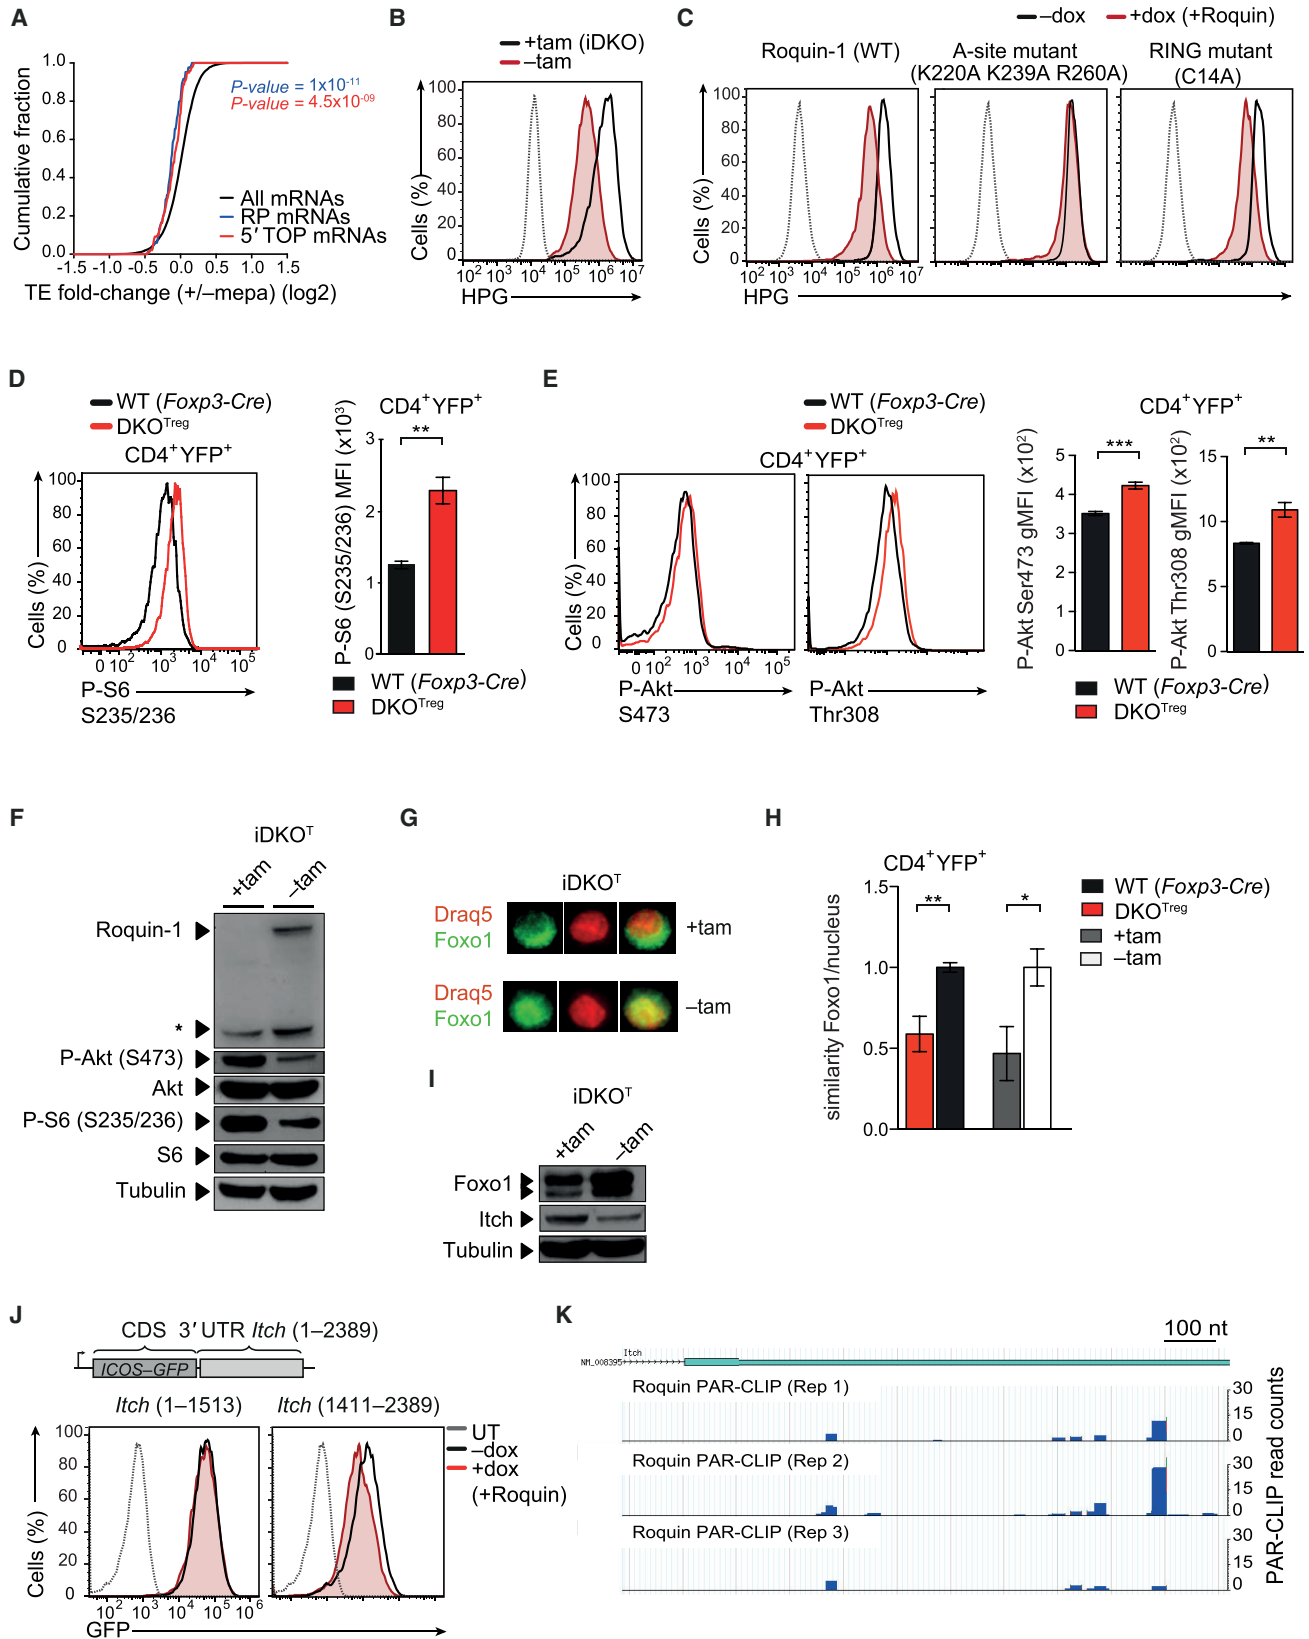 A
Cumulative fraction
1.0
0.8
0.6
0.4
0.2
0.0
P-value = 1x10-11
P-value = 4.5x10-09
All mRNAs
RP mRNAs
5′ TOP mRNAs
-1.5 -1.0 -0.5 0.0 0.5 1.0 1.5
TE fold-change (+/–mepa) (log2)
B
+tam (iDKO)
–tam
Cells (%)
100
80
60
40
20
0
10² 10³ 10⁴ 10⁵ 10⁶ 10⁷
HPG
C
–dox +dox (+Roquin)
Roquin-1 (WT)
A-site mutant
(K220A K239A R260A)
RING mutant
(C14A)
Cells (%)
100
80
60
40
20
0
10² 10³ 10⁴ 10⁵ 10⁶ 10⁷
HPG
D
WT (Foxp3-Cre)
DKOTreg
CD4+YFP+
Cells (%)
100
80
60
40
20
0
0 10² 10³ 10⁴ 10⁵
P-S6
S235/236
CD4+YFP+
P-S6 (S235/236) MFI (x10³)
3
2
1
0
**
WT (Foxp3-Cre)
DKOTreg
E
WT (Foxp3-Cre)
DKOTreg
CD4+YFP+
Cells (%)
100
80
60
40
20
0
0 10² 10³ 10⁴ 10⁵
P-Akt
S473
P-Akt
Thr308
CD4+YFP+
P-Akt Ser473 gMFI (x10²)
5
4
3
2
1
0
***
P-Akt Thr308 gMFI (x10²)
15
10
5
0
**
WT (Foxp3-Cre)
DKOTreg
F
iDKOT
+tam –tam
Roquin-1
*
P-Akt (S473)
Akt
P-S6 (S235/236)
S6
Tubulin
G
iDKOT
Draq5
Foxo1
+tam
Draq5
Foxo1
–tam
H
CD4+YFP+
similarity Foxo1/nucleus
1.5
1.0
0.5
0.0
** *
WT (Foxp3-Cre)
DKOTreg
+tam
–tam
I
iDKOT
+tam –tam
Foxo1
Itch
Tubulin
J
CDS 3′ UTR Itch (1–2389)
ICOS–GFP
Itch (1–1513)
Itch (1411–2389)
UT
–dox
+dox
(+Roquin)
Cells (%)
100
80
60
40
20
0
10² 10³ 10⁴ 10⁵ 10⁶
GFP
K
100 nt
Itch
NM_008395
Roquin PAR-CLIP (Rep 1)
30
15
0
Roquin PAR-CLIP (Rep 2)
30
15
0
Roquin PAR-CLIP (Rep 3)
30
15
0
PAR-CLIP read counts